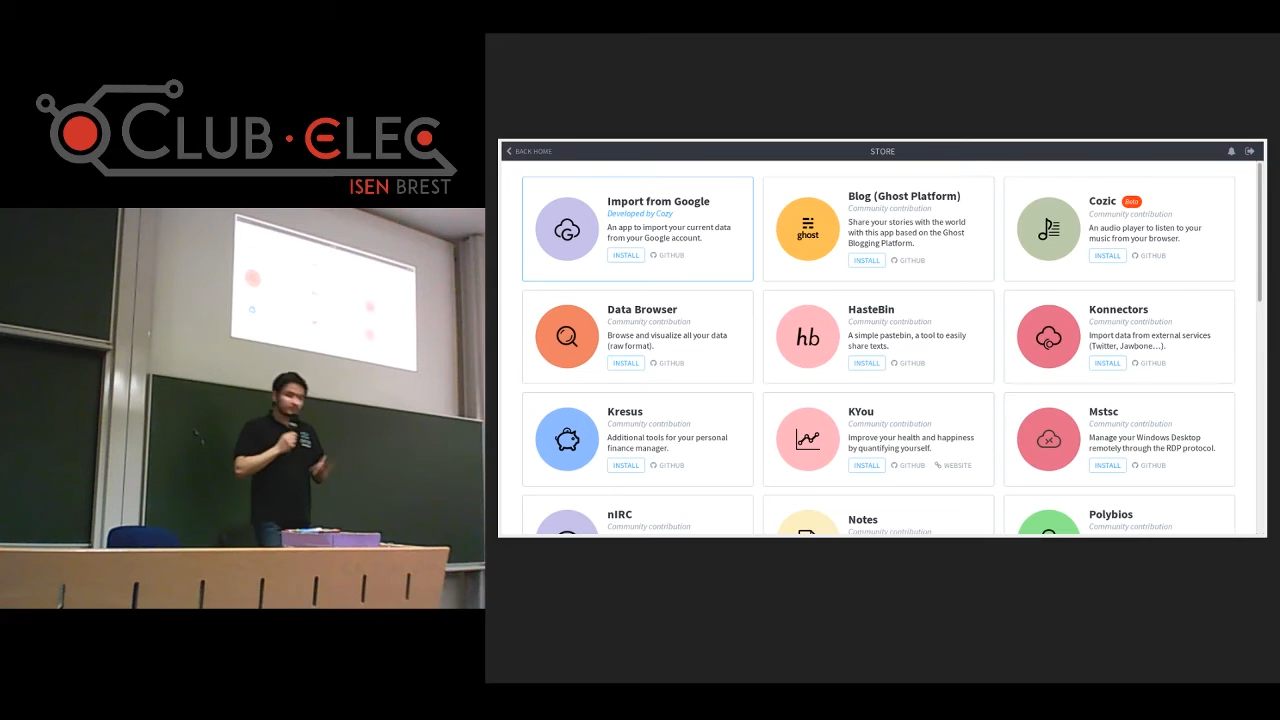 CLUB·ELEC
ISEN BREST
BACK HOME
STORE
Import from Google
Developed by Cozy
An app to import your current data
from your Google account.
INSTALL GITHUB
Blog (Ghost Platform)
Community contribution
Share your stories with the world
with this app based on the Ghost
Blogging Platform.
INSTALL GITHUB
ghost
Cozic Beta
Community contribution
An audio player to listen to your
music from your browser.
INSTALL GITHUB
Data Browser
Community contribution
Browse and visualize all your data
(raw format).
INSTALL GITHUB
hb
HasteBin
Community contribution
A simple pastebin, a tool to easily
share texts.
INSTALL GITHUB
Konnectors
Community contribution
Import data from external services
(Twitter, Jawbone...).
INSTALL GITHUB
Kresus
Community contribution
Additional tools for your personal
finance manager.
INSTALL GITHUB
KYou
Community contribution
Improve your health and happiness
by quantifying yourself.
INSTALL GITHUB WEBSITE
Mstsc
Community contribution
Manage your Windows Desktop
remotely through the RDP protocol.
INSTALL GITHUB
nIRC
Community contribution
Notes
Community contribution
Polybios
Community contribution